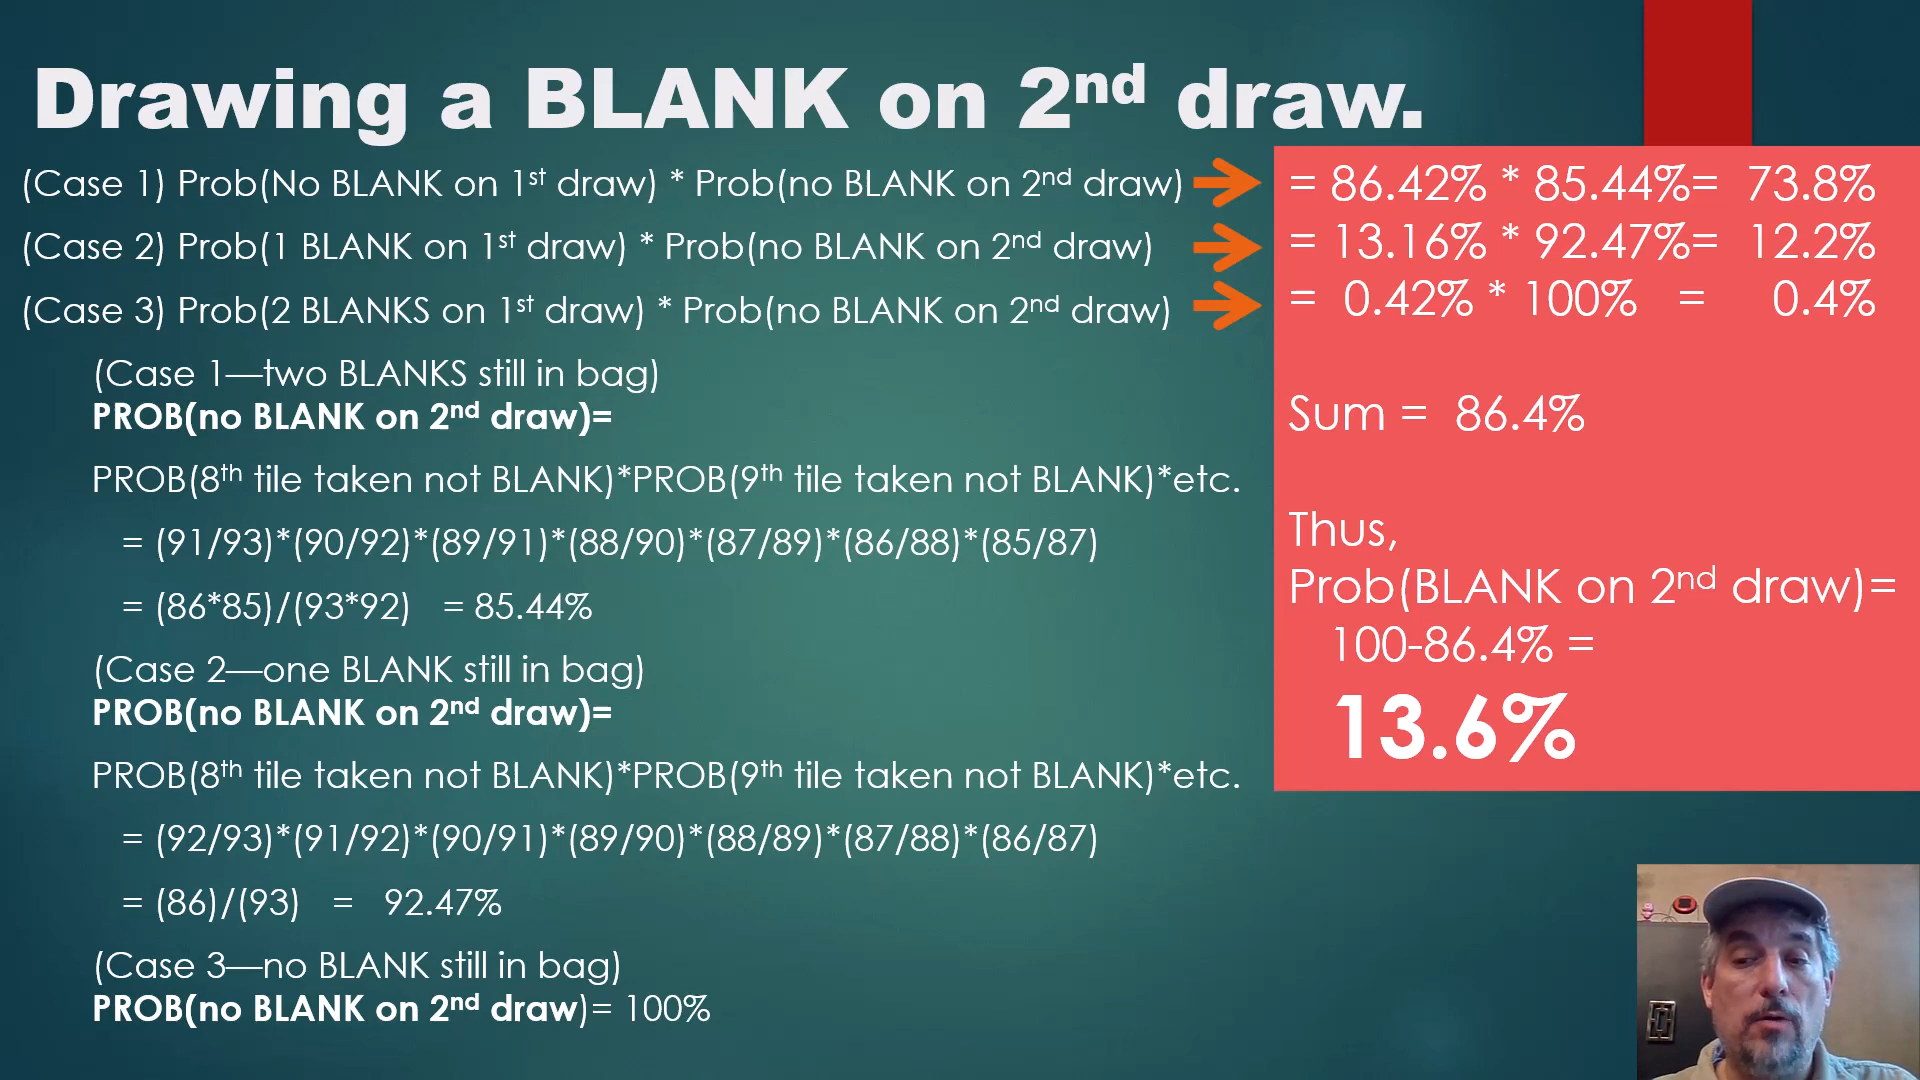 Drawing a BLANK on 2nd draw.
(Case 1) Prob(No BLANK on 1st draw) * Prob(no BLANK on 2nd draw)
(Case 2) Prob(1 BLANK on 1st draw) * Prob(no BLANK on 2nd draw)
(Case 3) Prob(2 BLANKS on 1st draw) * Prob(no BLANK on 2nd draw)
(Case 1—two BLANKS still in bag)
PROB(no BLANK on 2nd draw)=
PROB(8th tile taken not BLANK)*PROB(9th tile taken not BLANK)*etc.
= (91/93)*(90/92)*(89/91)*(88/90)*(87/89)*(86/88)*(85/87)
= (86*85)/(93*92) = 85.44%
(Case 2—one BLANK still in bag)
PROB(no BLANK on 2nd draw)=
PROB(8th tile taken not BLANK)*PROB(9th tile taken not BLANK)*etc.
= (92/93)*(91/92)*(90/91)*(89/90)*(88/89)*(87/88)*(86/87)
= (86)/(93) = 92.47%
(Case 3—no BLANK still in bag)
PROB(no BLANK on 2nd draw)= 100%
= 86.42% * 85.44%= 73.8%
= 13.16% * 92.47%= 12.2%
= 0.42% * 100% = 0.4%
Sum = 86.4%
Thus,
Prob(BLANK on 2nd draw)=
100-86.4% =
13.6%